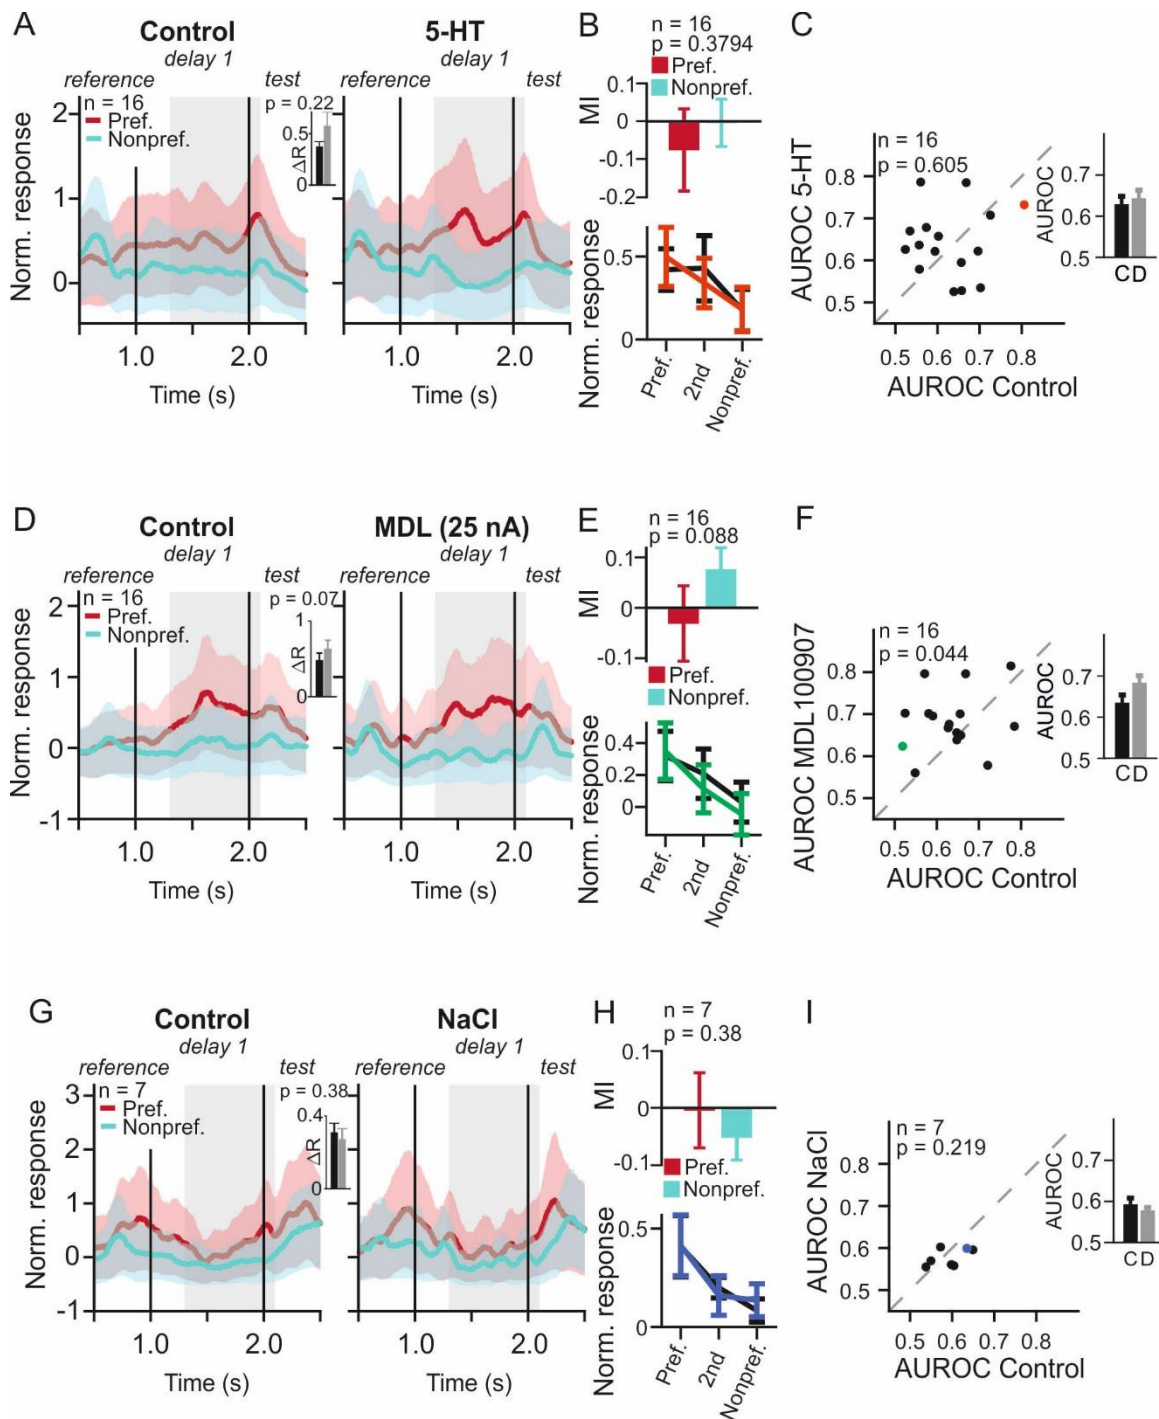 A
Control
5-HT
delay 1
delay 1
reference
test
reference
test
n = 16
Pref.
Nonpref.
p = 0.22
0.5
0
ΔR
2
1
0
Norm. response
1.0
2.0
1.0
2.0
Time (s)
Time (s)
B
n = 16
p = 0.3794
Pref.
Nonpref.
0.1
0
-0.1
-0.2
MI
0.5
0
Norm. response
Pref.
2nd
Nonpref.
C
n = 16
p = 0.605
0.8
0.7
0.6
0.5
AUROC 5-HT
0.5
0.6
0.7
0.8
AUROC Control
0.7
0.6
0.5
AUROC
C D
D
Control
MDL (25 nA)
delay 1
delay 1
reference
test
reference
test
n = 16
Pref.
Nonpref.
p = 0.07
1
0
ΔR
2
1
0
-1
Norm. response
1.0
2.0
1.0
2.0
Time (s)
Time (s)
E
n = 16
p = 0.088
0.1
0
-0.1
MI
Pref.
Nonpref.
0.4
0.2
0
Norm. response
Pref.
2nd
Nonpref.
F
n = 16
p = 0.044
0.8
0.7
0.6
0.5
AUROC MDL100907
0.5
0.6
0.7
0.8
AUROC Control
0.7
0.6
0.5
AUROC
C D
G
Control
NaCl
delay 1
delay 1
reference
test
reference
test
n = 7
Pref.
Nonpref.
p = 0.38
0.4
0
ΔR
3
2
1
0
-1
Norm. response
1.0
2.0
1.0
2.0
Time (s)
Time (s)
H
n = 7
p = 0.38
0.1
0
-0.1
MI
Pref.
Nonpref.
0.5
0
Norm. response
Pref.
2nd
Nonpref.
I
n = 7
p = 0.219
0.8
0.7
0.6
0.5
AUROC NaCl
0.5
0.6
0.7
0.8
AUROC Control
0.7
0.6
0.5
AUROC
C D